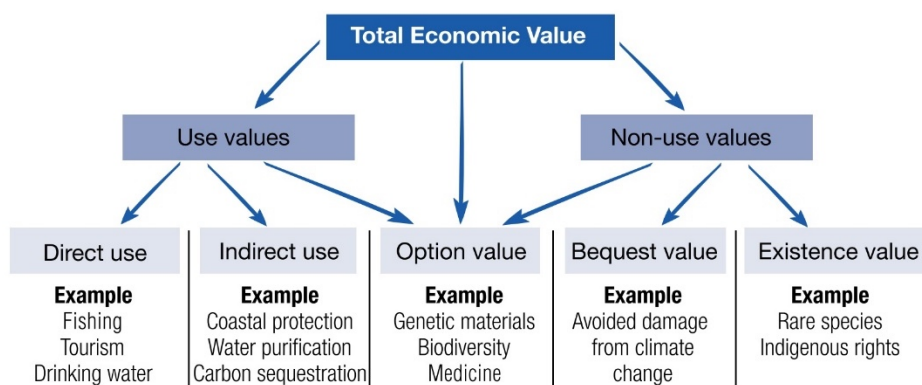 Total Economic Value
Use values
Non-use values
Direct use
Indirect use
Option value
Bequest value
Existence value
Example
Fishing
Tourism
Drinking water
Example
Coastal protection
Water purification
Carbon sequestration
Example
Genetic materials
Biodiversity
Medicine
Example
Avoided damage
from climate
change
Example
Rare species
Indigenous rights